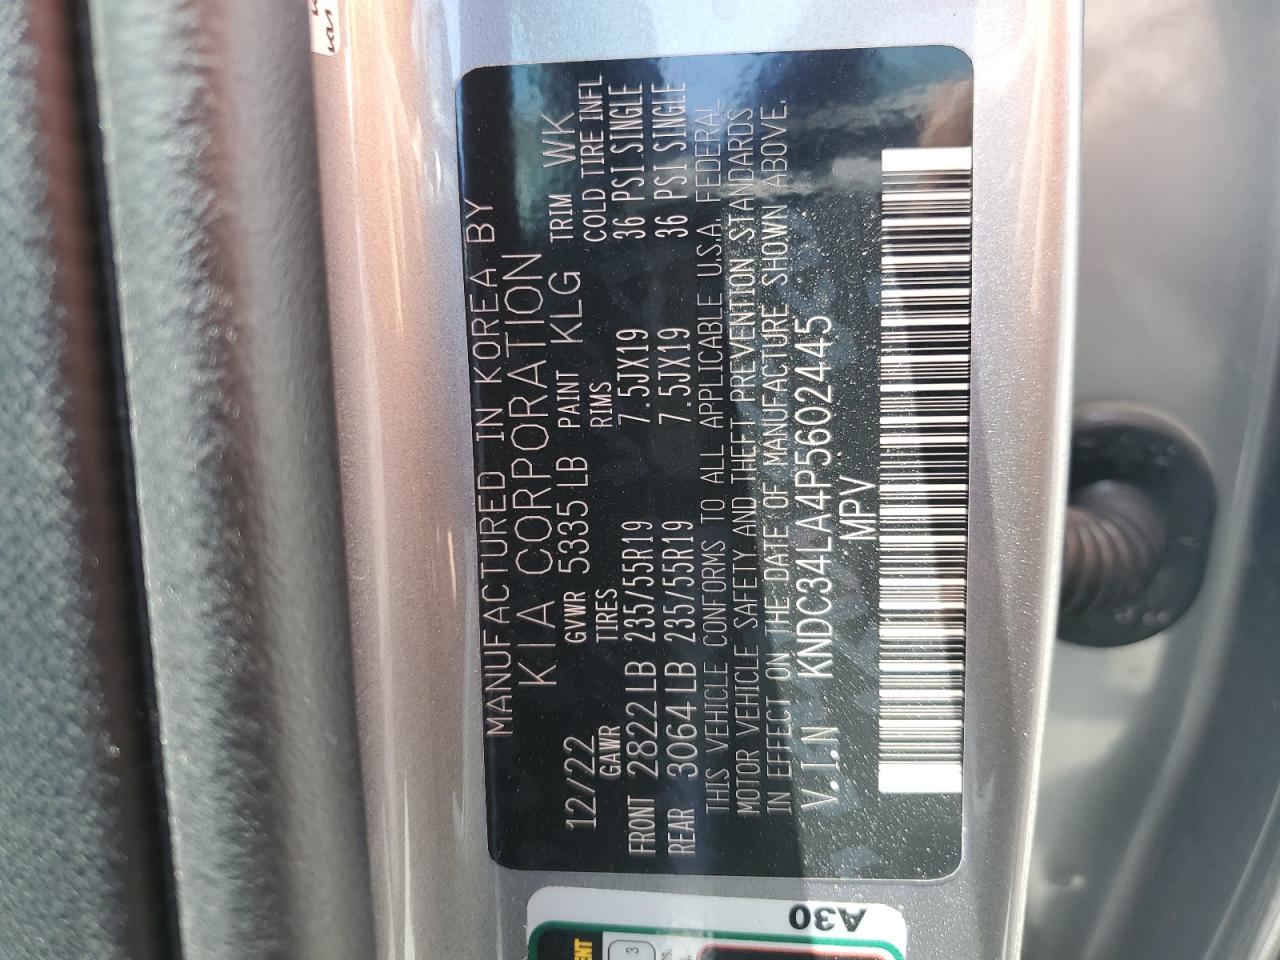 MANUFACTURED IN KOREA BY
KIA CORPORATION
12/22 GVWR 5335 LB PAINT KLG TRIM WK
GAWR TIRES RIMS COLD TIRE INFL
FRONT 2822 LB 235/55R19 7.5JX19 36 PSI SINGLE
REAR 3064 LB 235/55R19 7.5JX19 36 PSI SINGLE
THIS VEHICLE CONFORMS TO ALL APPLICABLE U.S.A. FEDERAL
MOTOR VEHICLE SAFETY AND THEFT PREVENTION STANDARDS
IN EFFECT ON THE DATE OF MANUFACTURE SHOWN ABOVE.
V.I.N KNDC34LA4P5602445
MPV
A30
3
KIA